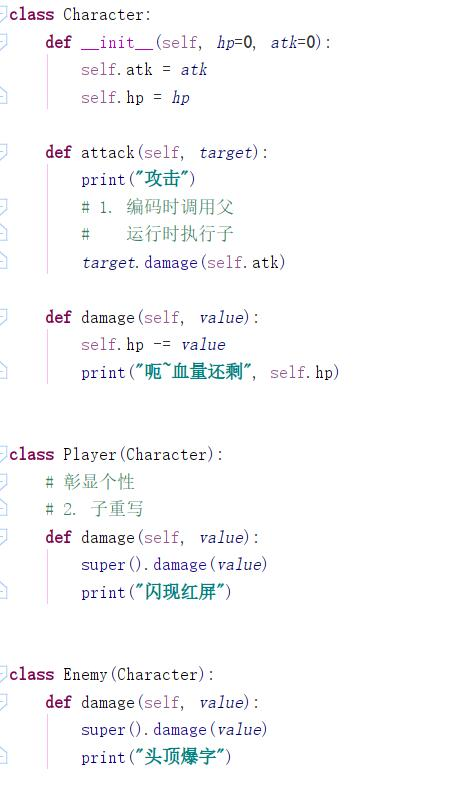 class Character:
    def __init__(self, hp=0, atk=0):
        self.atk = atk
        self.hp = hp
    def attack(self, target):
        print("攻击")
        # 1. 编码时调用父
        #    运行时执行子
        target.damage(self.atk)
    def damage(self, value):
        self.hp -= value
        print("呃~血量还剩", self.hp)
class Player(Character):
    # 彰显个性
    # 2. 子重写
    def damage(self, value):
        super().damage(value)
        print("闪现红屏")
class Enemy(Character):
    def damage(self, value):
        super().damage(value)
        print("头顶爆字")